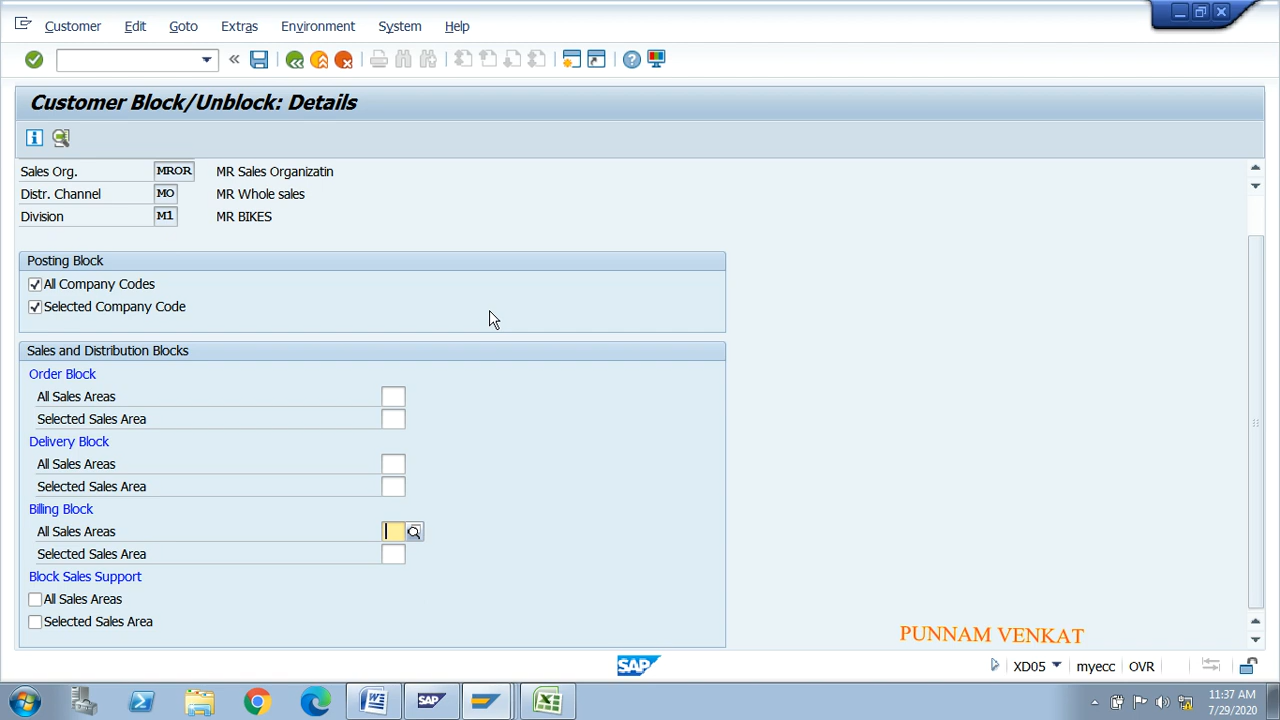 Customer Edit Goto Extras Environment System Help
Customer Block/Unblock: Details
Sales Org. MROR MR Sales Organizatin
Distr. Channel MO MR Whole sales
Division M1 MR BIKES
Posting Block
All Company Codes
Selected Company Code
Sales and Distribution Blocks
Order Block
All Sales Areas
Selected Sales Area
Delivery Block
All Sales Areas
Selected Sales Area
Billing Block
All Sales Areas
Selected Sales Area
Block Sales Support
All Sales Areas
Selected Sales Area
PUNNAM VENKAT
SAP XD05 myecc OVR
SAP
11:37 AM
7/29/2020